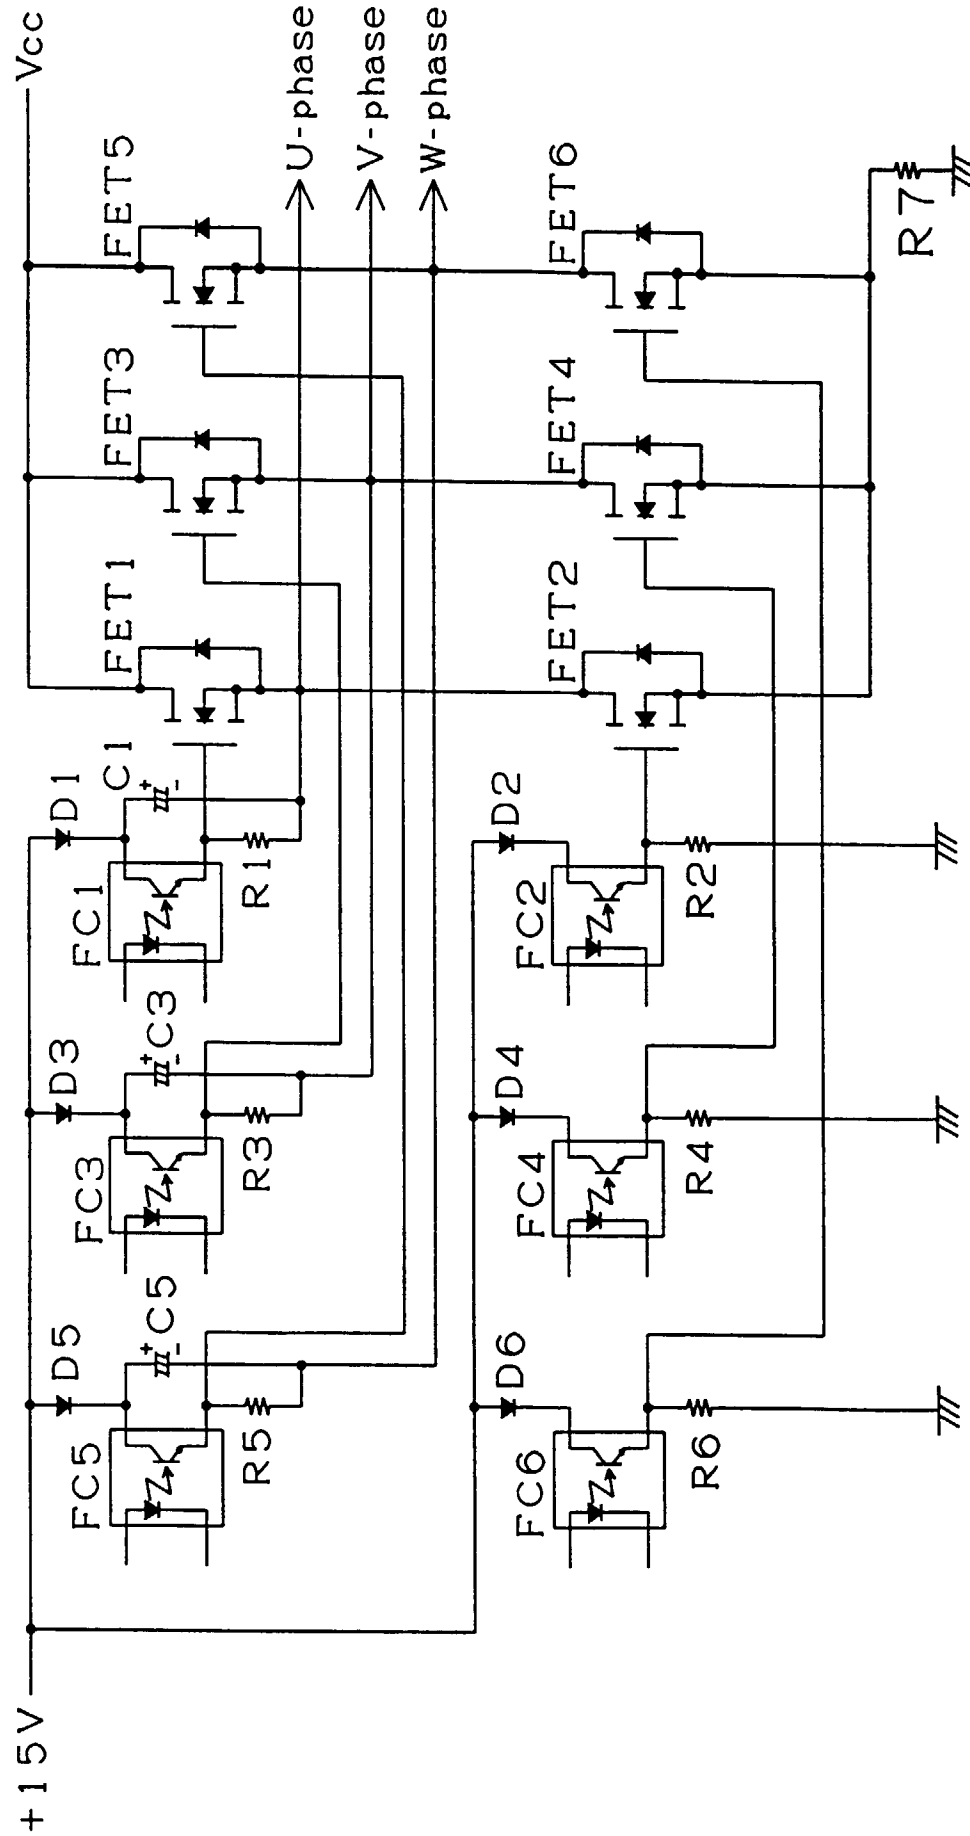 +15V
Vcc
D5
D3
D1
FC5
C5
FC3
C3
FC1
C1
FET1
FET3
FET5
R5
R3
R1
U-phase
V-phase
W-phase
D6
D4
D2
FC6
FC4
FC2
FET2
FET4
FET6
R6
R4
R2
R7